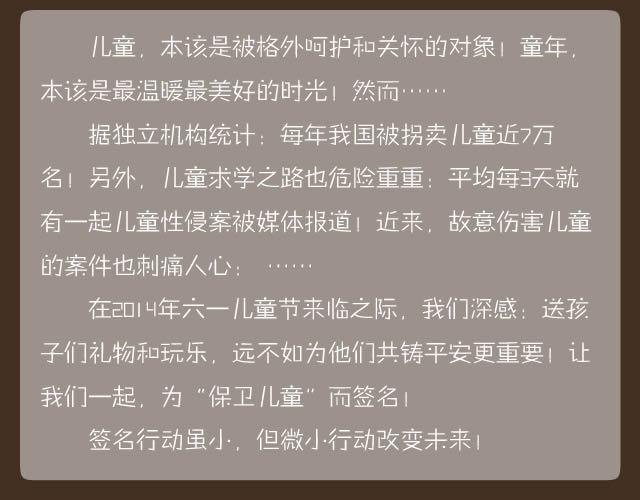 儿童，本该是被格外呵护和关怀的对象！童年，
本该是最温暖最美好的时光！然而……
据独立机构统计：每年我国被拐卖儿童近7万
名！另外，儿童求学之路也危险重重：平均每3天就
有一起儿童性侵案被媒体报道！近来，故意伤害儿童
的案件也刺痛人心： ……
在2014年六一儿童节来临之际，我们深感：送孩
子们礼物和玩乐，远不如为他们共铸平安更重要！让
我们一起，为“保卫儿童”而签名！
签名行动虽小，但微小行动改变未来！